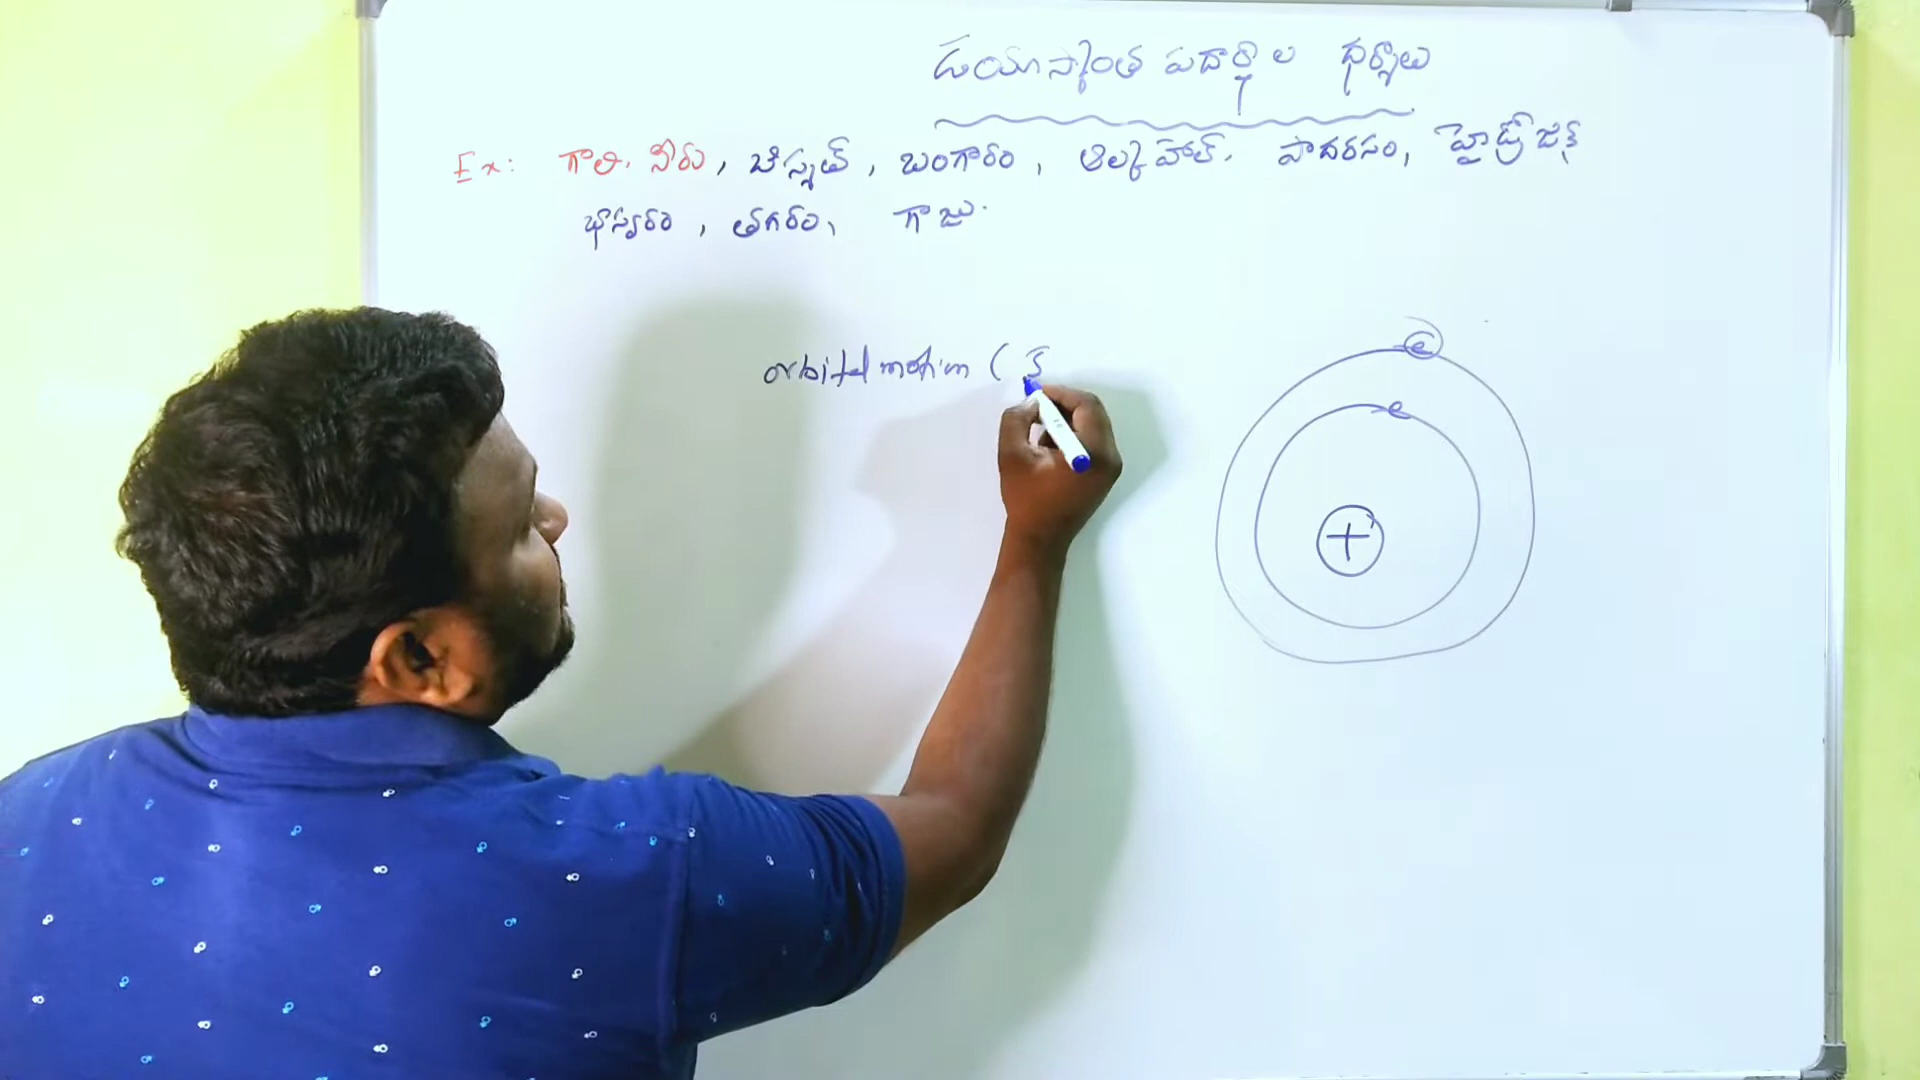 డయాస్కాంత పదార్థాల ధర్మాలు
Ex: గాలి, నీరు, బిస్మత్, బంగారం, ఆల్కహాల్, పాదరసం, హైడ్రోజన్
భాస్వరం, తగరం, గాజు.
orbital motion ( క
e
e
+